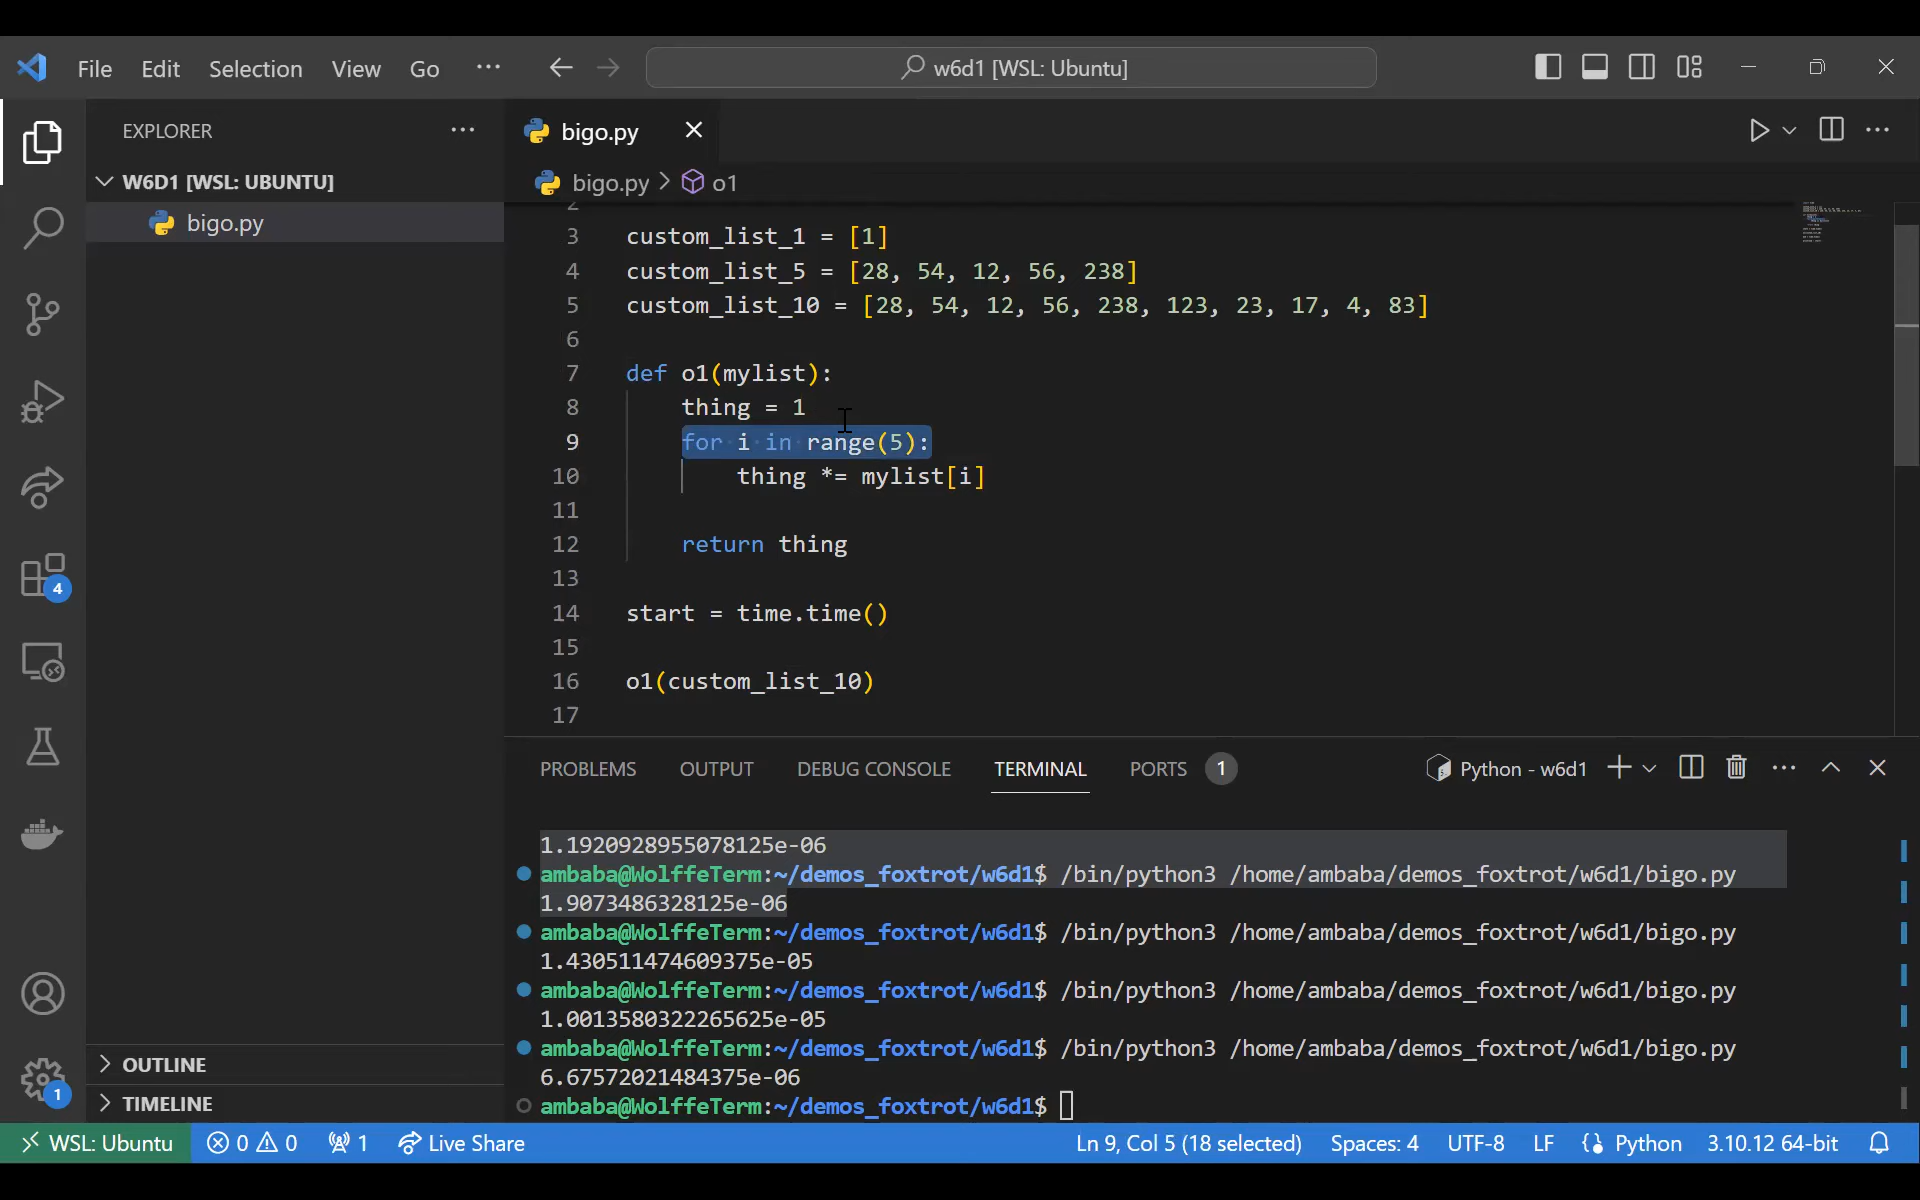 File Edit Selection View Go ... w6d1 [WSL: Ubuntu]
EXPLORER ...
W6D1 [WSL: UBUNTU]
bigo.py
OUTLINE
TIMELINE
4
1
bigo.py
bigo.py > o1
2
3 custom_list_1 = [1]
4 custom_list_5 = [28, 54, 12, 56, 238]
5 custom_list_10 = [28, 54, 12, 56, 238, 123, 23, 17, 4, 83]
6
7 def o1(mylist):
8 thing = 1
9 for i in range(5):
10 thing *= mylist[i]
11
12 return thing
13
14 start = time.time()
15
16 o1(custom_list_10)
17
PROBLEMS OUTPUT DEBUG CONSOLE TERMINAL PORTS 1 Python - w6d1
1.1920928955078125e-06
ambaba@WolffeTerm:~/demos_foxtrot/w6d1$ /bin/python3 /home/ambaba/demos_foxtrot/w6d1/bigo.py
1.9073486328125e-06
ambaba@WolffeTerm:~/demos_foxtrot/w6d1$ /bin/python3 /home/ambaba/demos_foxtrot/w6d1/bigo.py
1.430511474609375e-05
ambaba@WolffeTerm:~/demos_foxtrot/w6d1$ /bin/python3 /home/ambaba/demos_foxtrot/w6d1/bigo.py
1.0013580322265625e-05
ambaba@WolffeTerm:~/demos_foxtrot/w6d1$ /bin/python3 /home/ambaba/demos_foxtrot/w6d1/bigo.py
6.67572021484375e-06
ambaba@WolffeTerm:~/demos_foxtrot/w6d1$
WSL: Ubuntu 0 0 1 Live Share Ln 9, Col 5 (18 selected) Spaces: 4 UTF-8 LF Python 3.10.12 64-bit